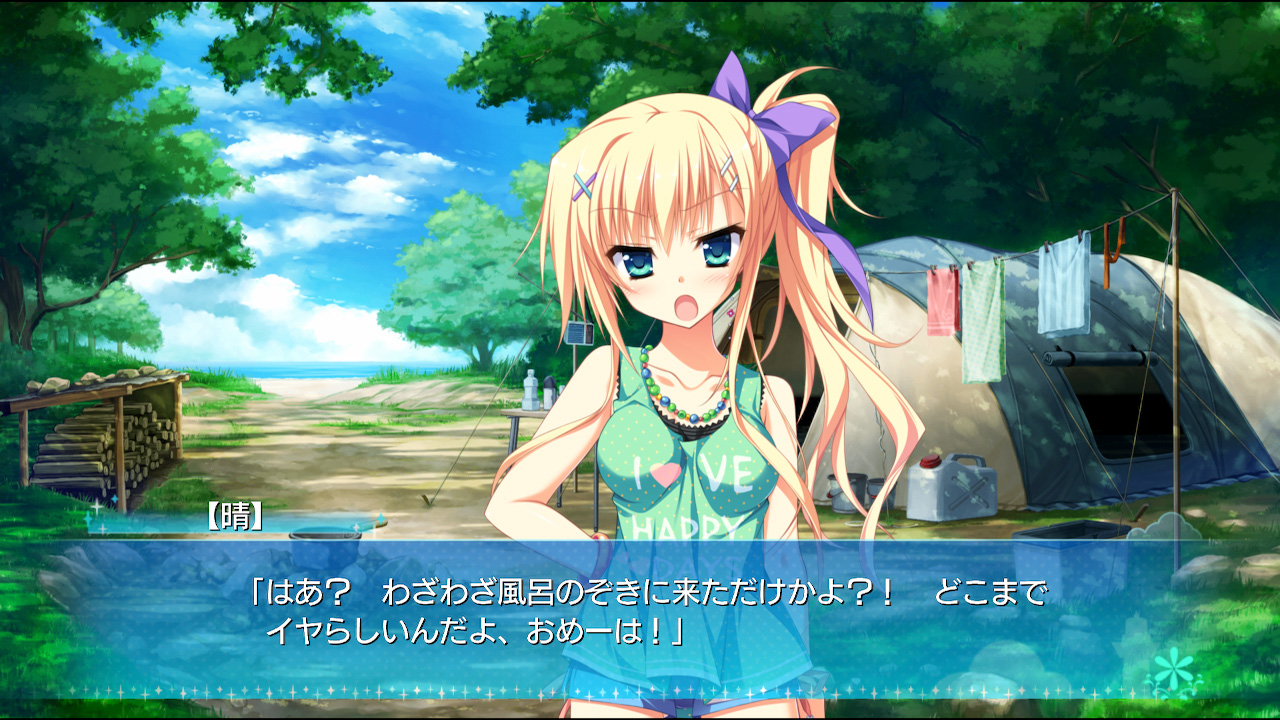 I ♥ VE
HAPPY
DAYS
【晴】
「はあ？　わざわざ風呂のぞきに来ただけかよ？！　どこまで
イヤらしいんだよ、おめーは！」